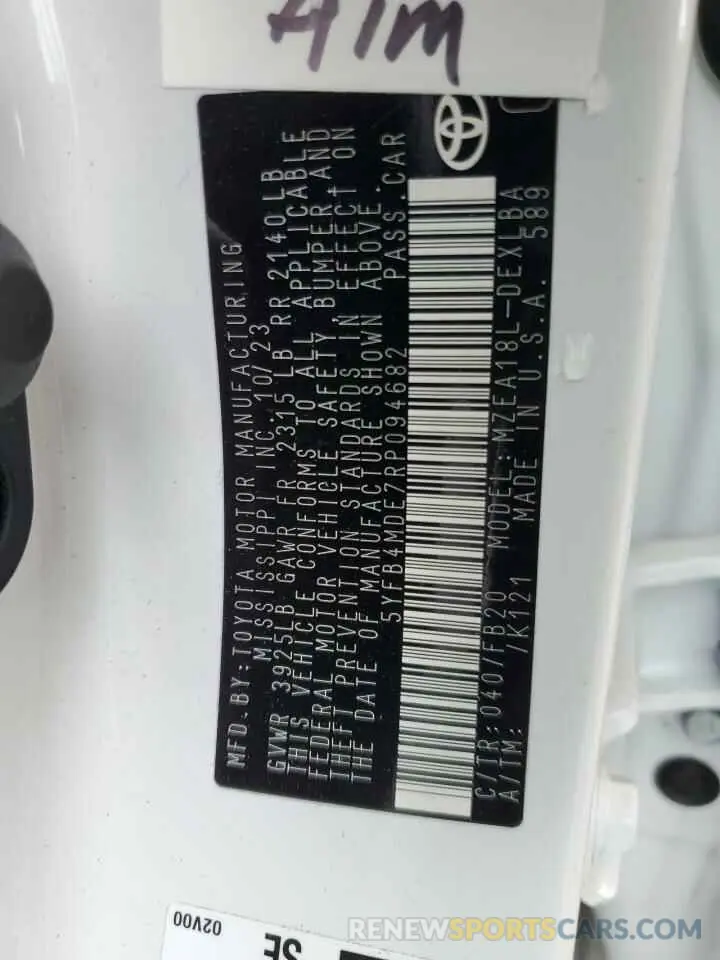 AIM
MFD.BY:TOYOTA MOTOR MANUFACTURING
MISSISSIPPI INC.10/23
GVWR 3925LB GAWR FR 2315 LB RR 2140LB
THIS VEHICLE CONFORMS TO ALL APPLICABLE
FEDERAL MOTOR VEHICLE SAFETY, BUMPER AND
THEFT PREVENTION STANDARDS IN EFFECT ON
THE DATE OF MANUFACTURE SHOWN ABOVE.
5YFB4MDE7RP094682 PASS.CAR
C/TR: 040/FB20 MODEL:MZEA18L-DEXLBA
A/TM: /K121 MADE IN U.S.A. 589
02V00
SE
RENEWSPORTSCARS.COM